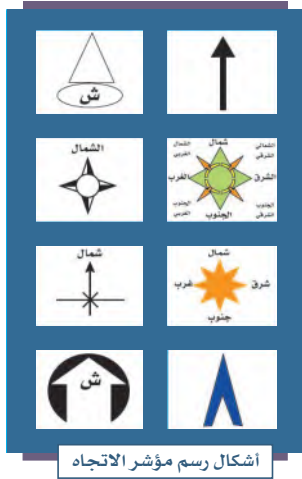 ش
الشمال
شمال
الشمالي
الشرقي
الشمال
الغربي
الشرق
الغرب
الجنوب
الشرقي
الجنوب
الجنوب
الغربي
شمال
شمال
شرق
غرب
جنوب
ش
أشكال رسم مؤشر الاتجاه